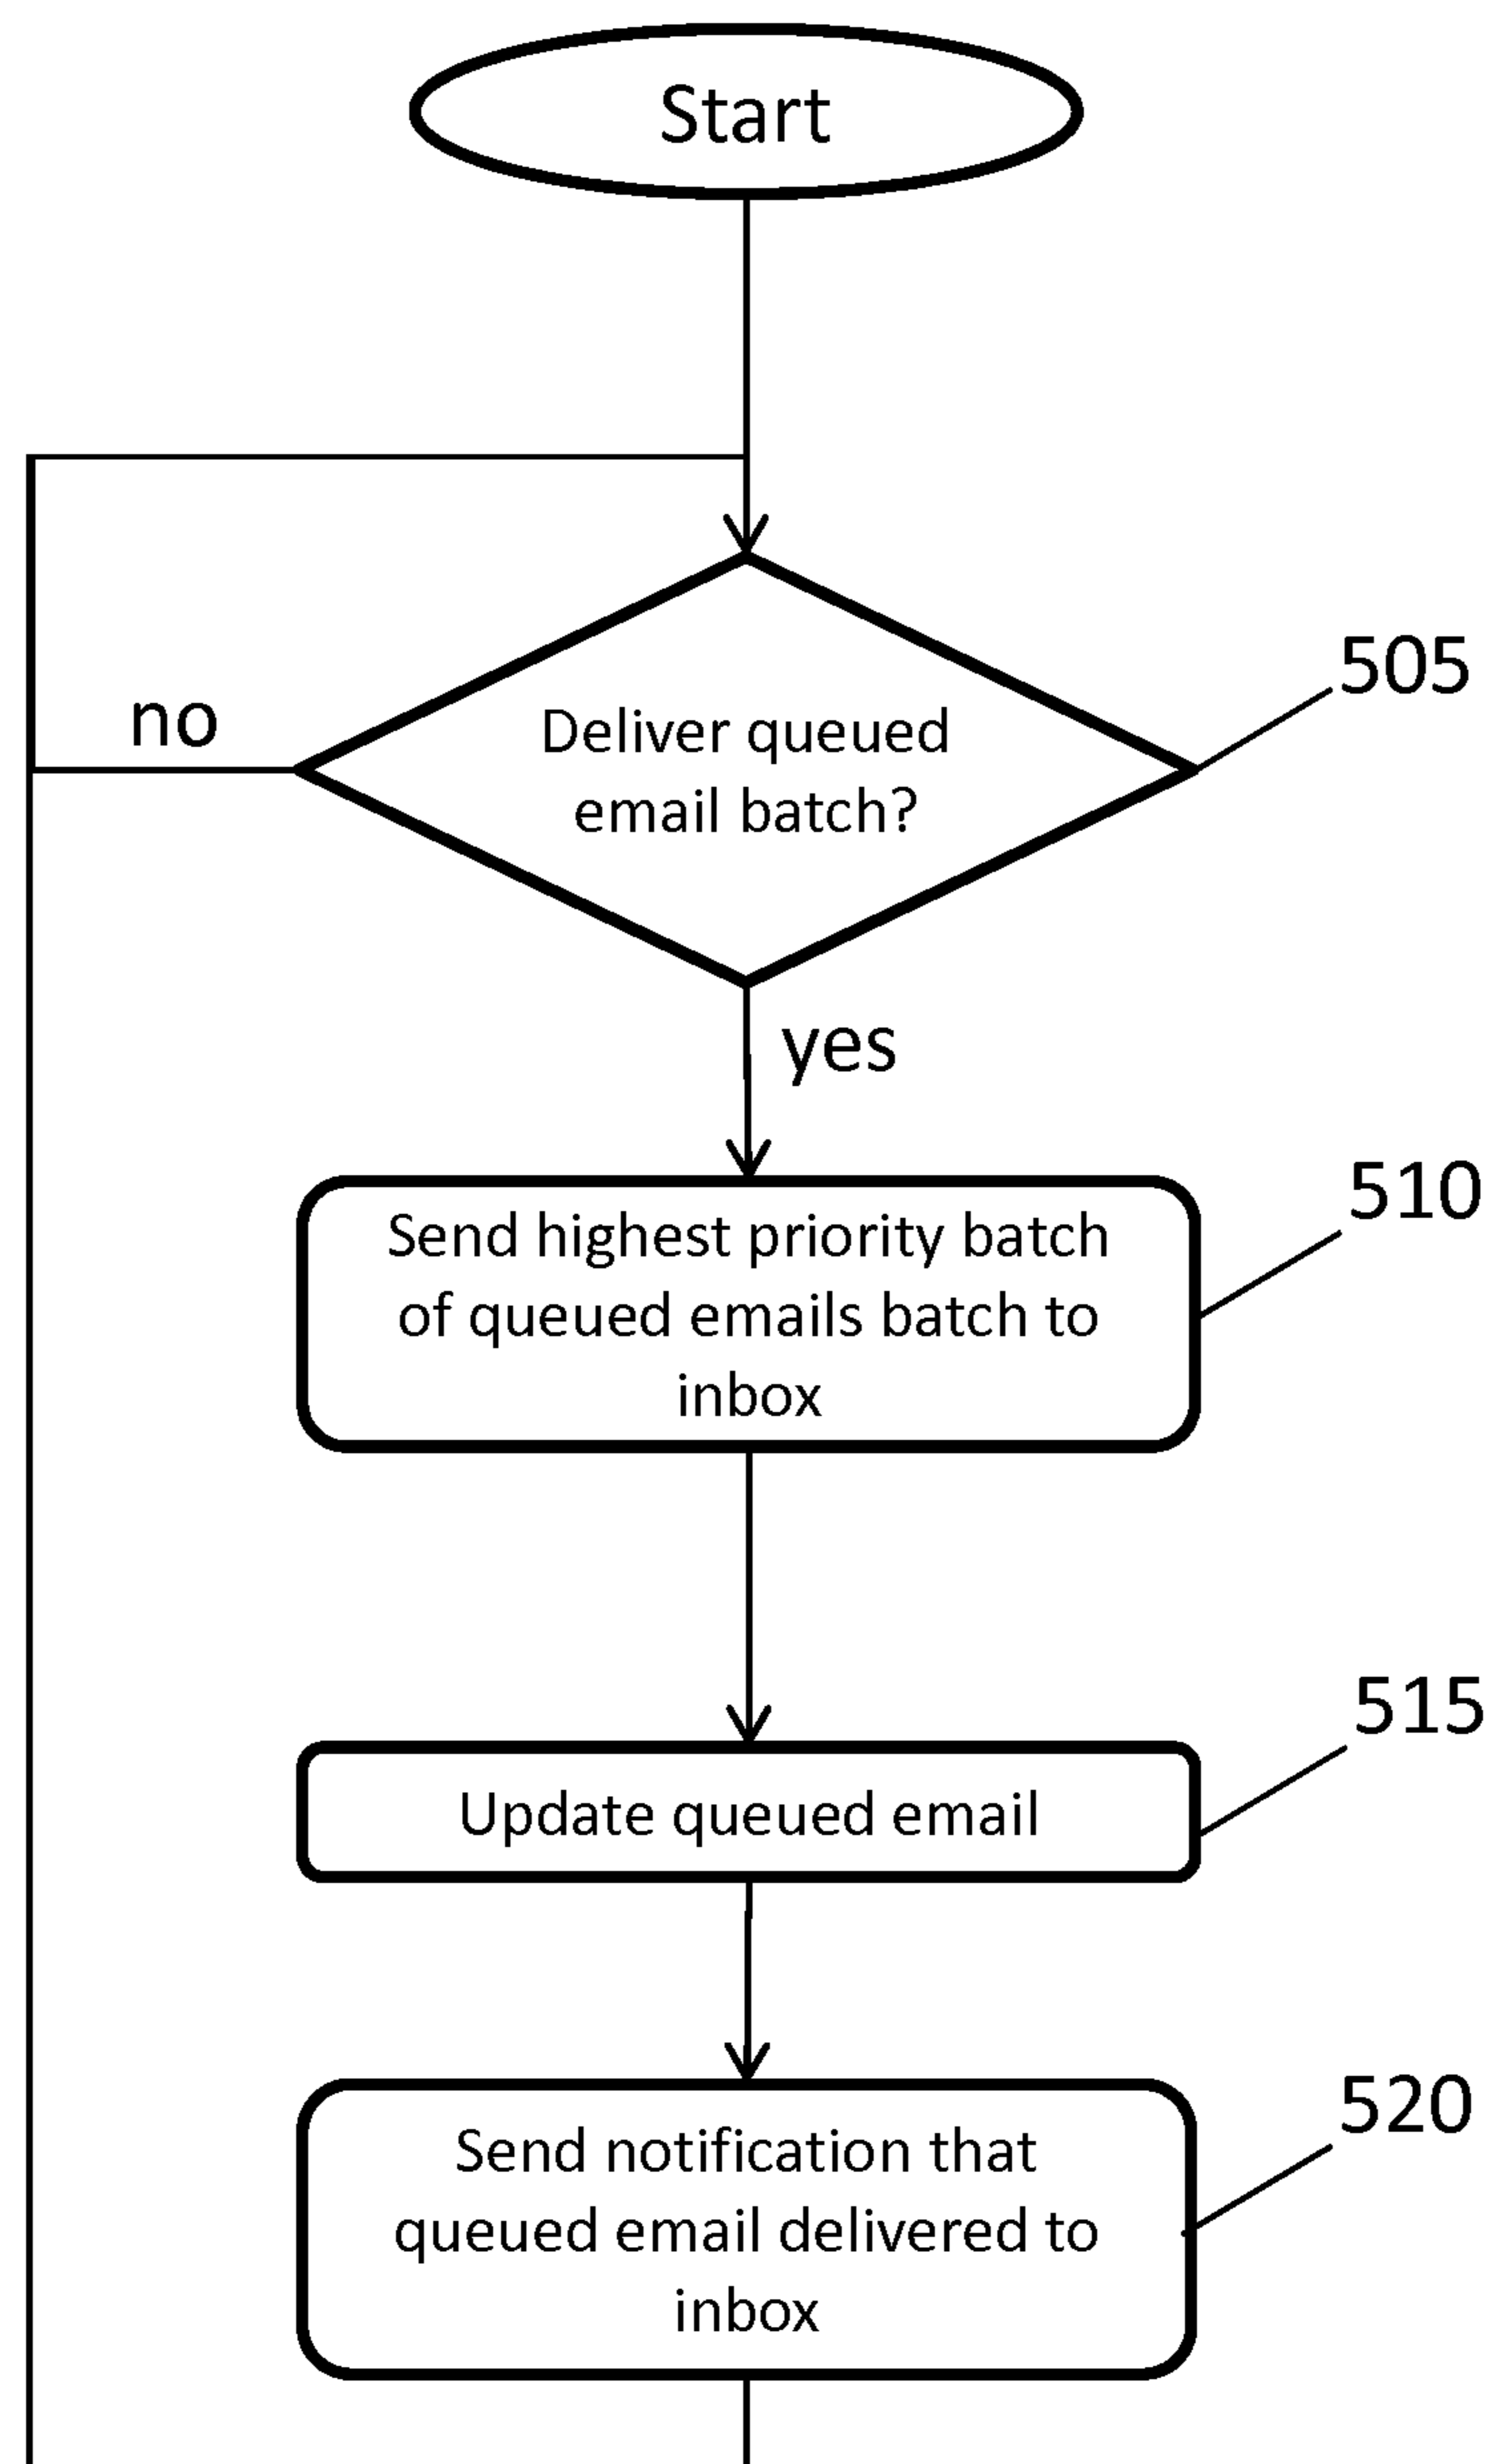 Start
505
no
Deliver queued
email batch?
yes
510
Send highest priority batch
of queued emails batch to
inbox
515
Update queued email
520
Send notification that
queued email delivered to
inbox